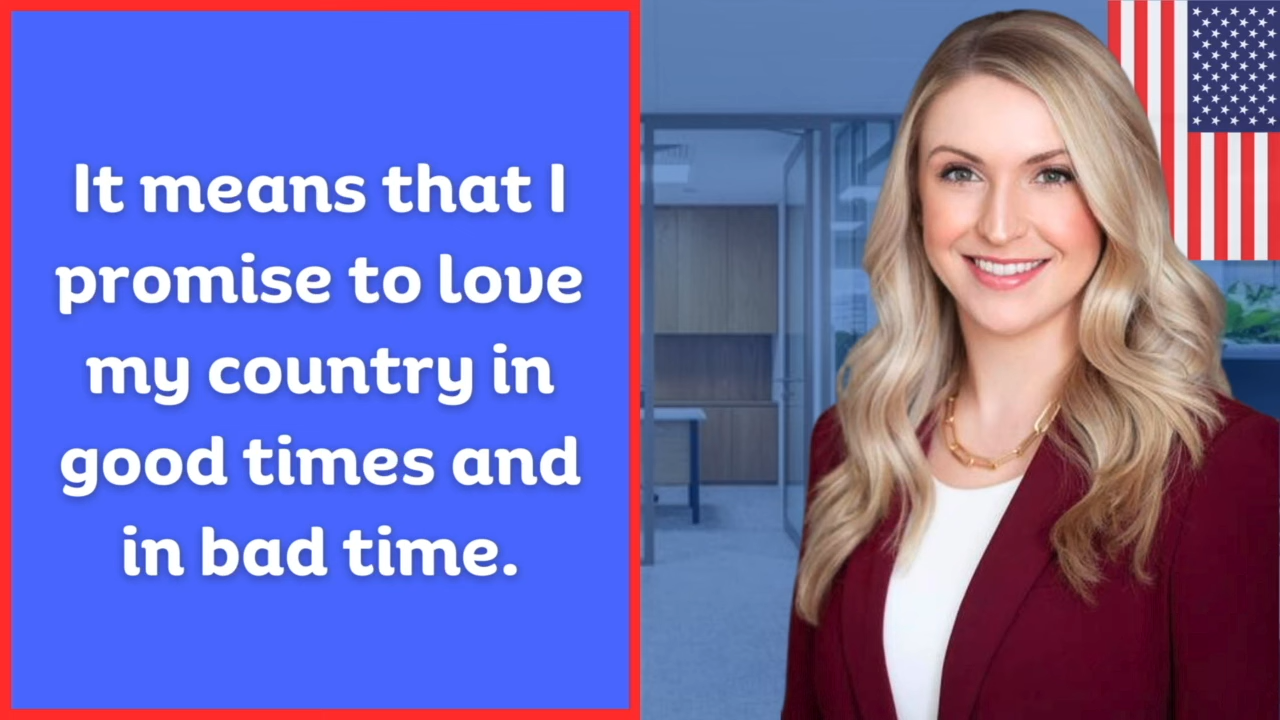 It means that I
promise to love
my country in
good times and
in bad time.